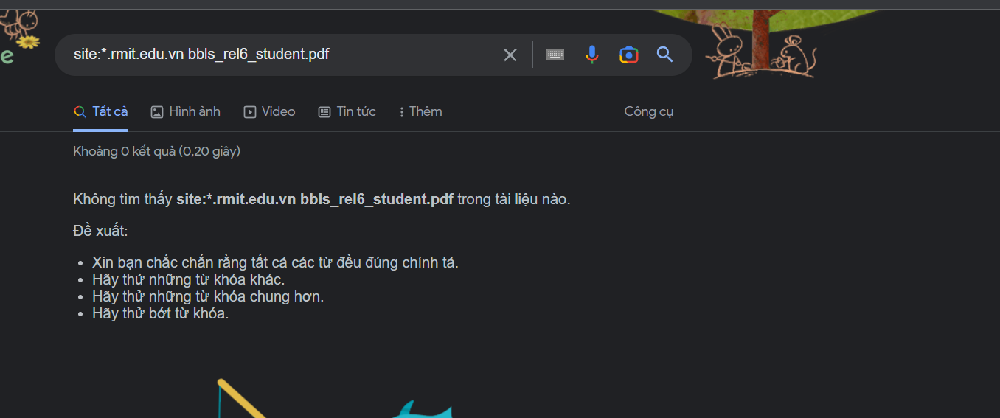 e
site:*.rmit.edu.vn bbls_rel6_student.pdf
Tất cả Hình ảnh Video Tin tức Thêm Công cụ
Khoảng 0 kết quả (0,20 giây)
Không tìm thấy site:*.rmit.edu.vn bbls_rel6_student.pdf trong tài liệu nào.
Đề xuất:
Xin bạn chắc chắn rằng tất cả các từ đều đúng chính tả.
Hãy thử những từ khóa khác.
Hãy thử những từ khóa chung hơn.
Hãy thử bớt từ khóa.